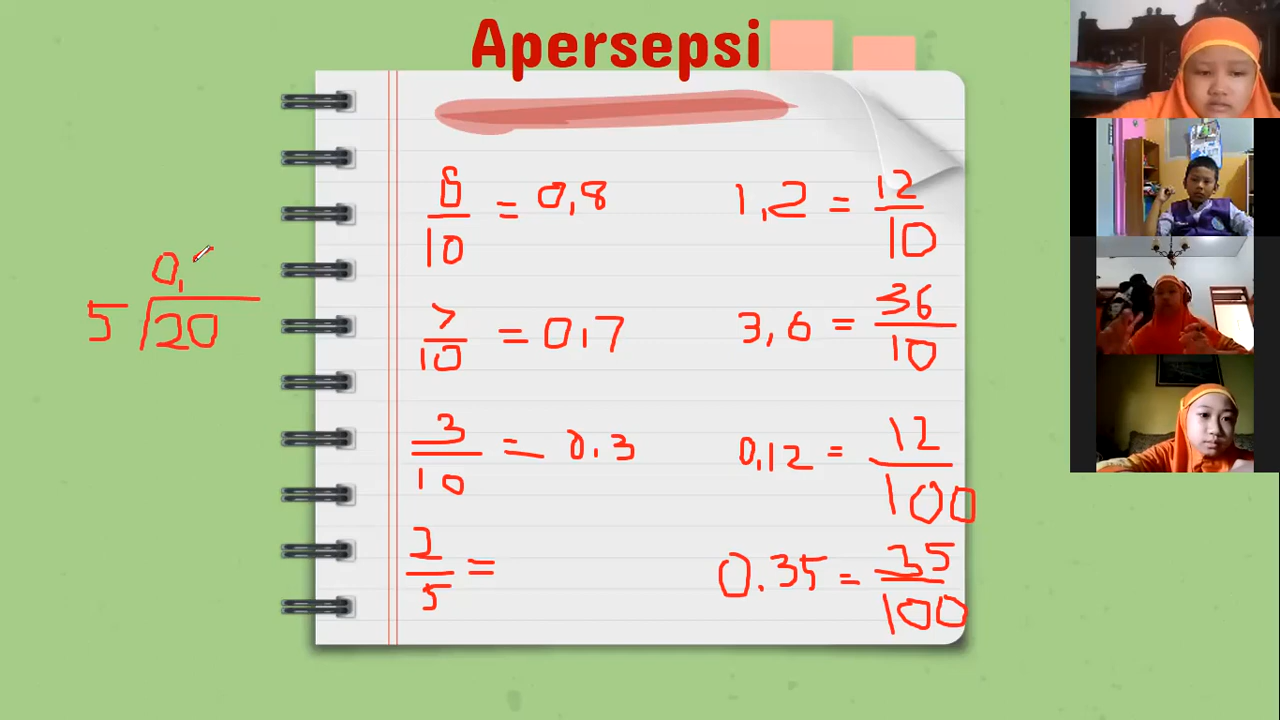 Apersepsi
8/10 = 0,8
1,2 = 12/10
0,
5 20
7/10 = 0,7
3,6 = 36/10
3/10 = 0.3
0,12 = 12/100
2/5 =
0.35 = 35/100